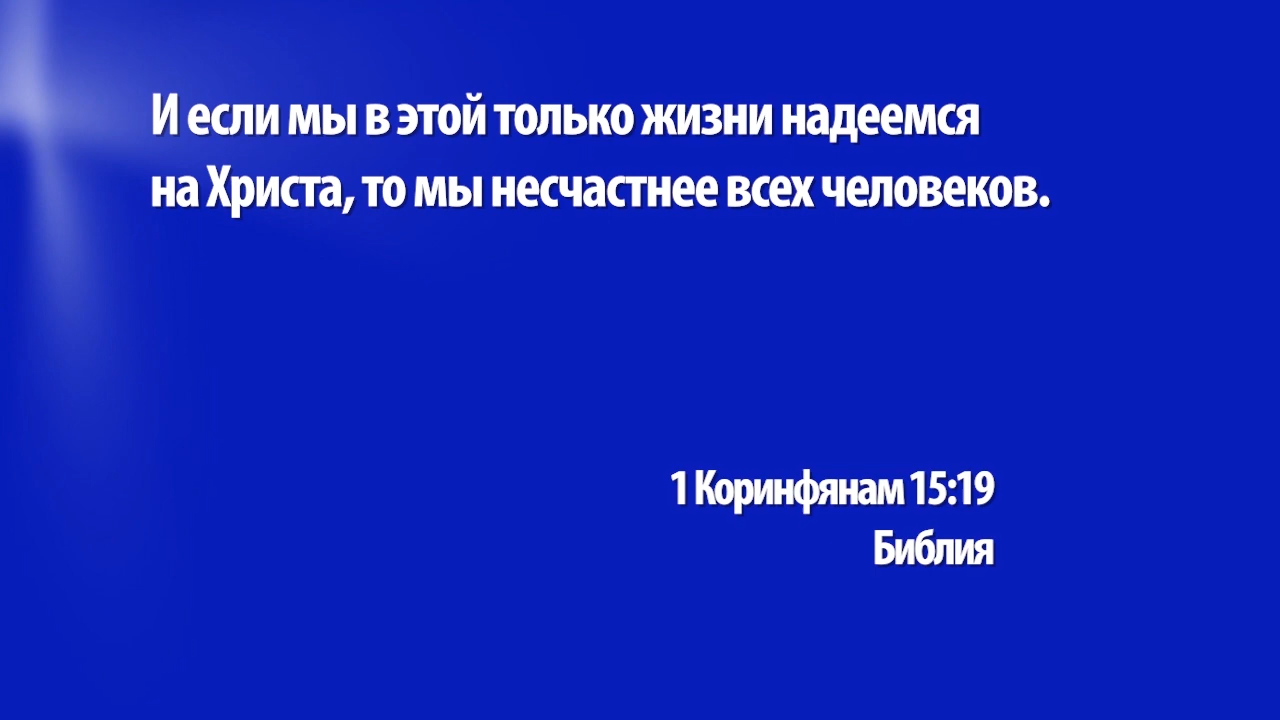 И если мы в этой только жизни надеемся
на Христа, то мы несчастнее всех человеков.
1 Коринфянам 15:19
Библия